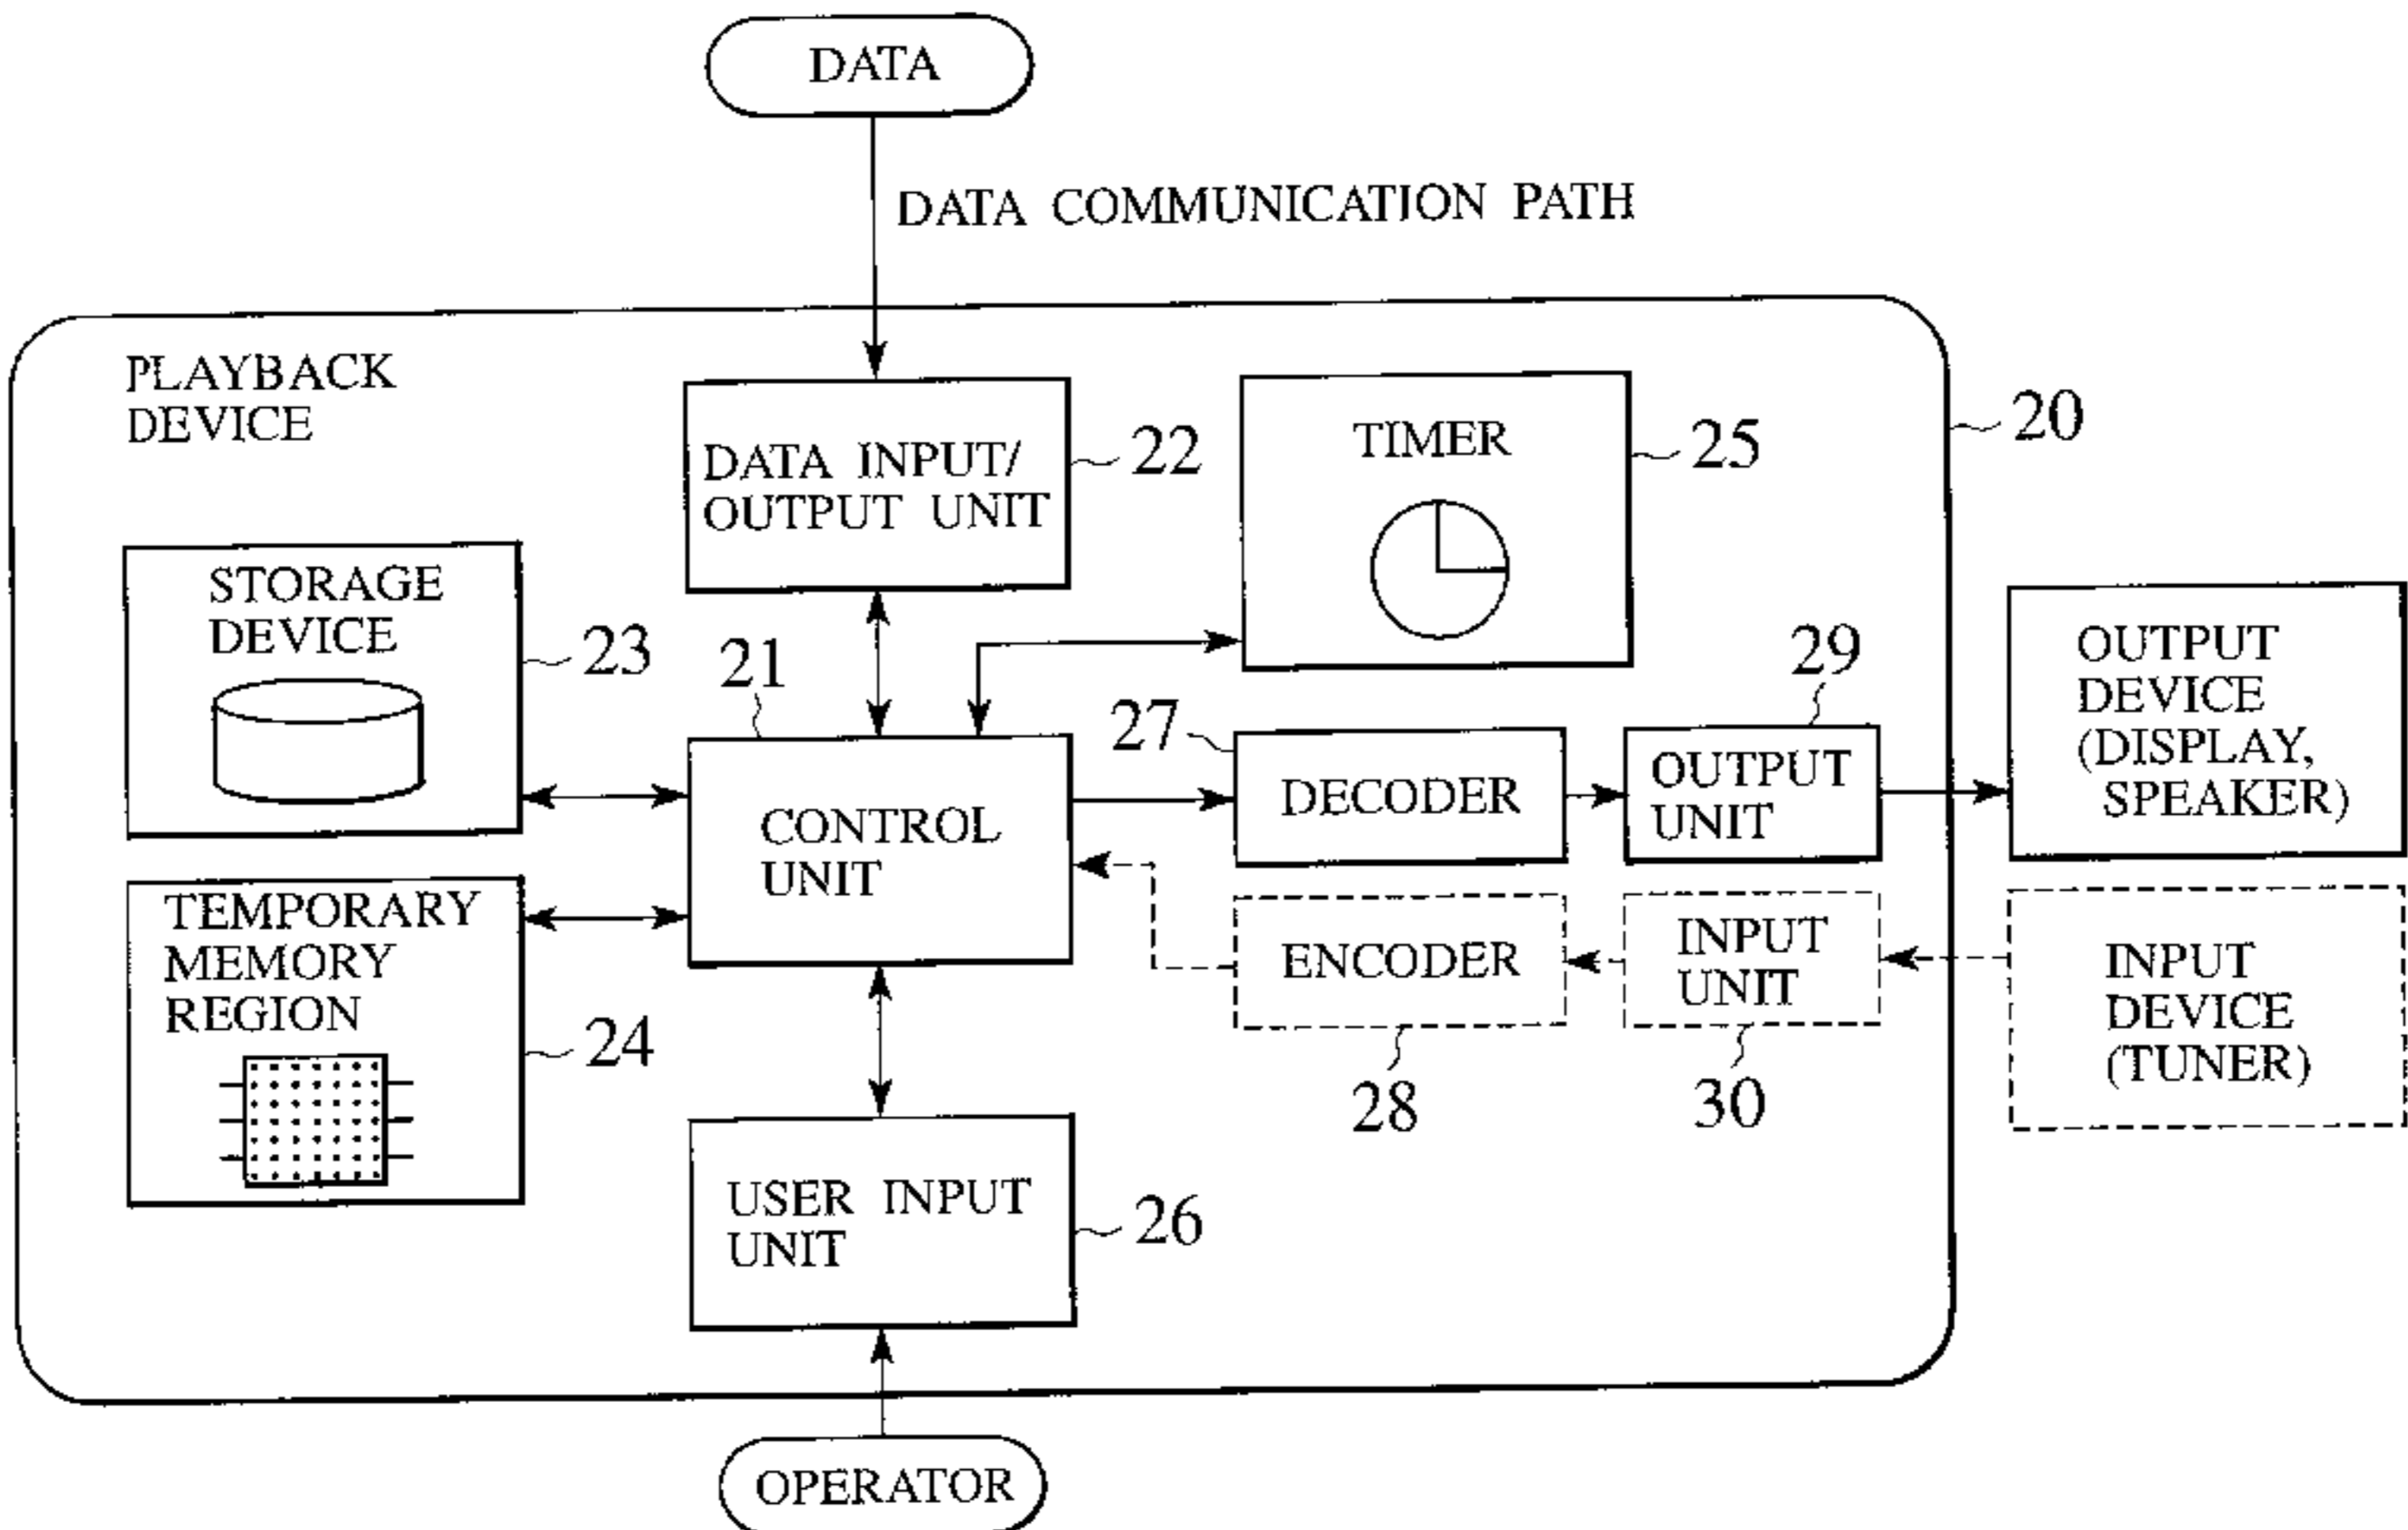 DATA
DATA COMMUNICATION PATH
PLAYBACK
DEVICE
20
DATA INPUT/
OUTPUT UNIT
22
TIMER
25
STORAGE
DEVICE
23
21
CONTROL
UNIT
27
DECODER
29
OUTPUT
UNIT
OUTPUT
DEVICE
(DISPLAY,
SPEAKER)
TEMPORARY
MEMORY
REGION
24
ENCODER
28
INPUT
UNIT
30
INPUT
DEVICE
(TUNER)
USER INPUT
UNIT
26
OPERATOR